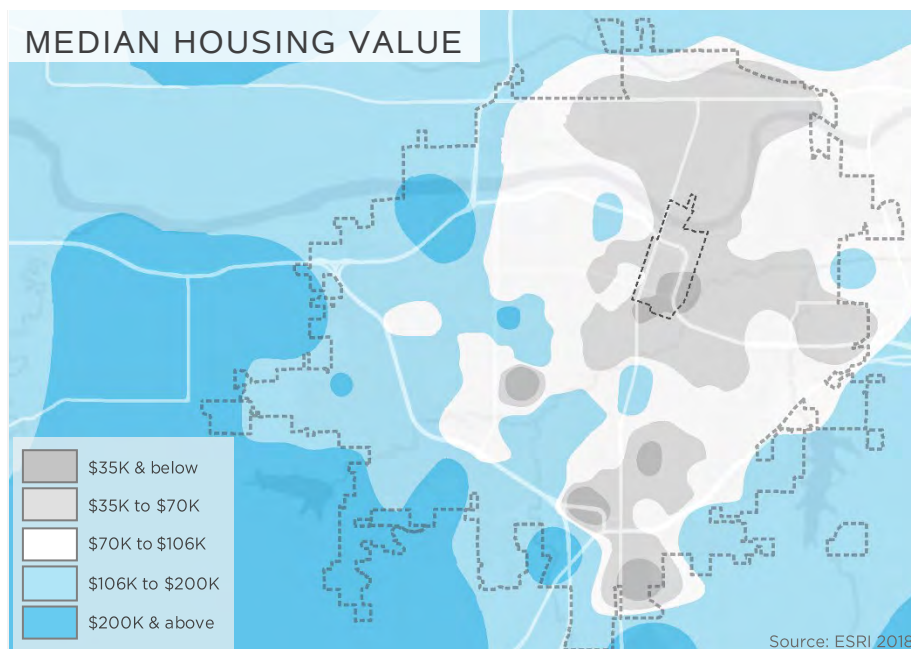 MEDIAN HOUSING VALUE
$35K & below
$35K to $70K
$70K to $106K
$106K to $200K
$200K & above
Source: ESRI 2018